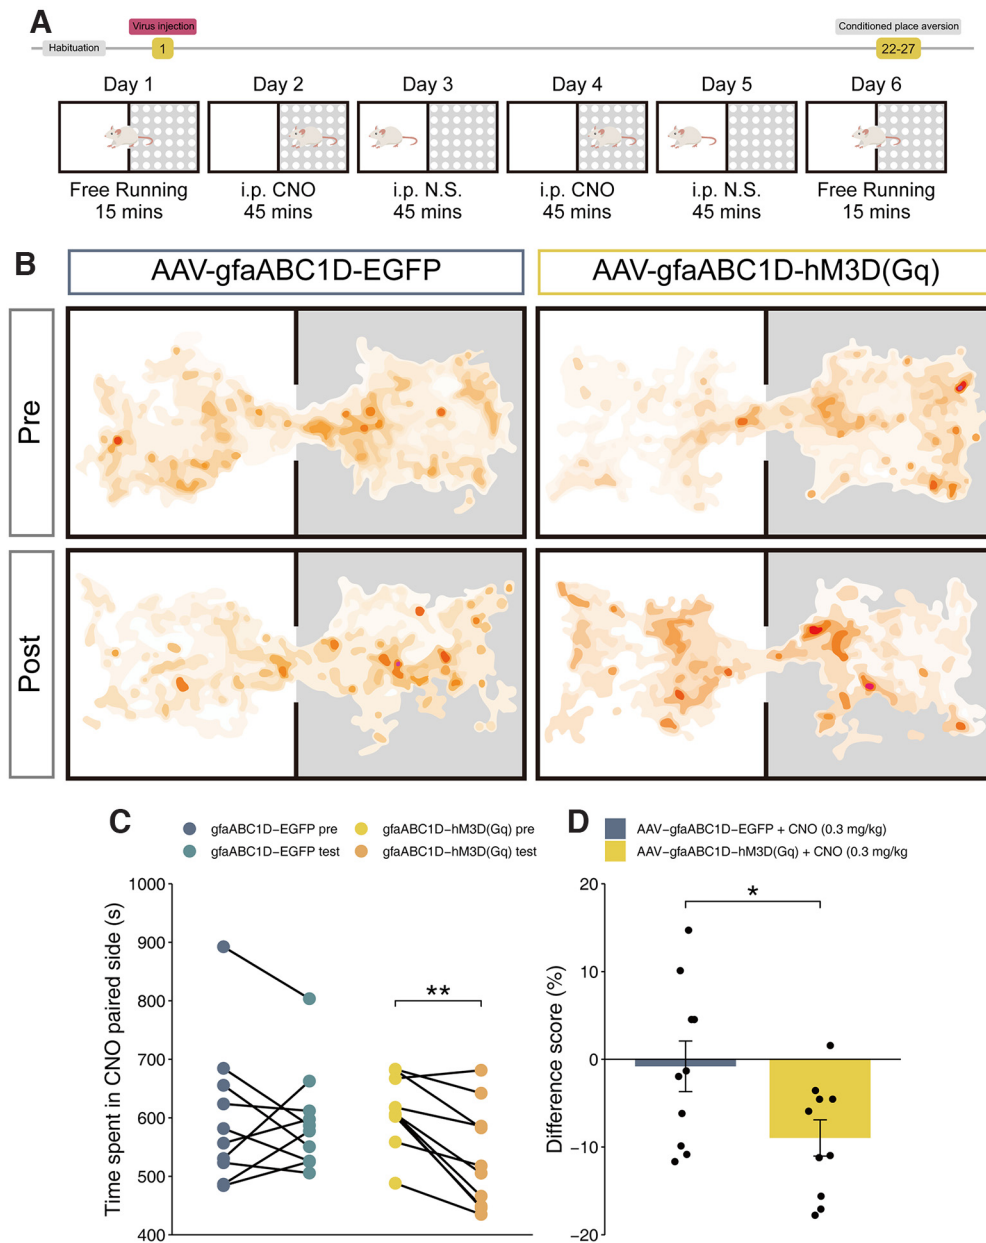 A
Virus injection
Conditioned place aversion
Habituation
1
22-27
Day 1
Day 2
Day 3
Day 4
Day 5
Day 6
Free Running
15 mins
i.p. CNO
45 mins
i.p. N.S.
45 mins
i.p. CNO
45 mins
i.p. N.S.
45 mins
Free Running
15 mins
B
AAV-gfaABC1D-EGFP
AAV-gfaABC1D-hM3D(Gq)
Pre
Post
C
gfaABC1D-EGFP pre
gfaABC1D-hM3D(Gq) pre
gfaABC1D-EGFP test
gfaABC1D-hM3D(Gq) test
Time spent in CNO paired side (s)
1000
900
800
700
600
500
400
**
D
AAV-gfaABC1D-EGFP + CNO (0.3 mg/kg)
AAV-gfaABC1D-hM3D(Gq) + CNO (0.3 mg/kg
Difference score (%)
20
10
0
−10
−20
*